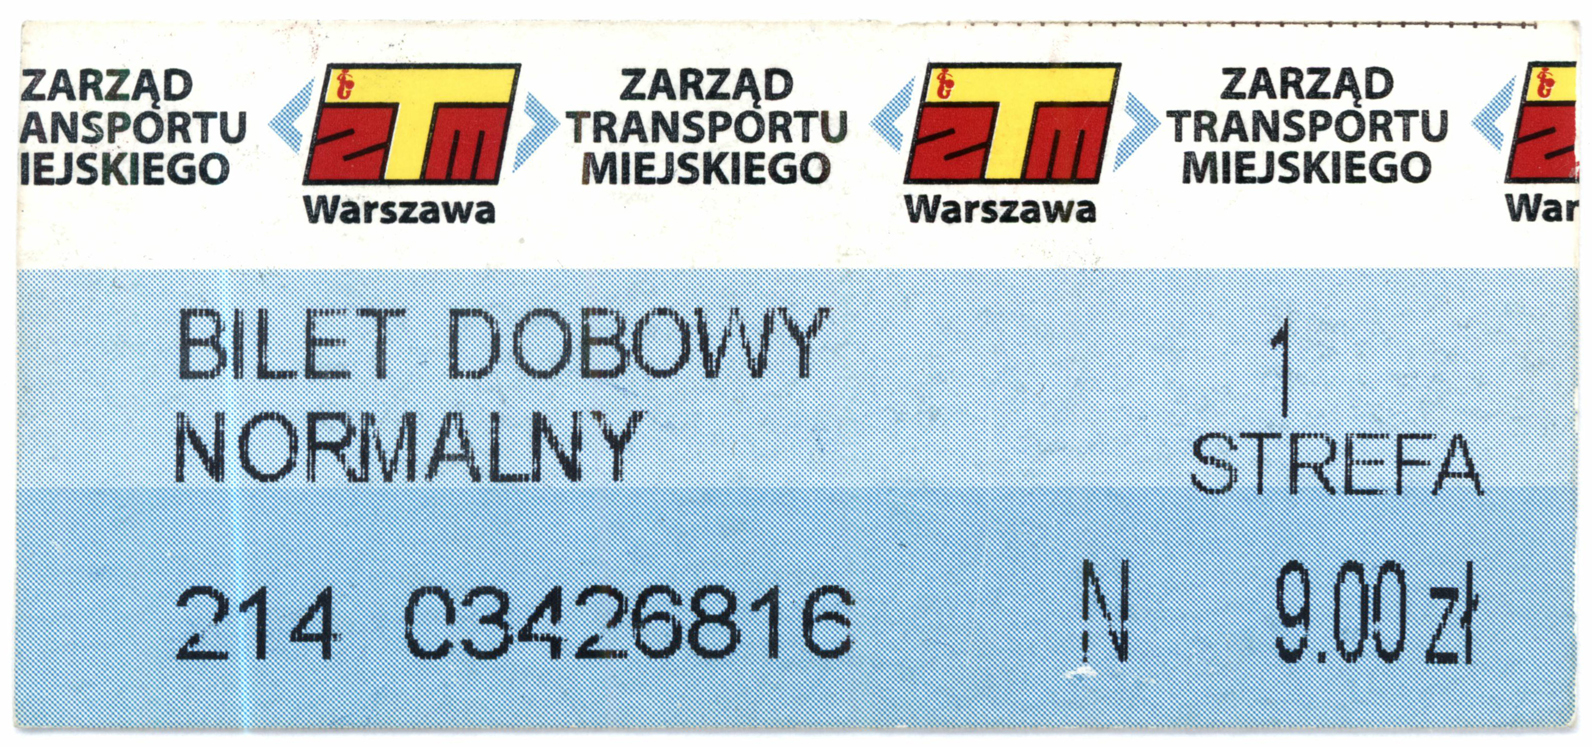 ZARZĄD
ANSPORTU
IEJSKIEGO
ZTM
Warszawa
ZARZĄD
TRANSPORTU
MIEJSKIEGO
ZTM
Warszawa
ZARZĄD
TRANSPORTU
MIEJSKIEGO
Z
War
BILET DOBOWY
NORMALNY
1
STREFA
214 03426816 N 9.00 zł